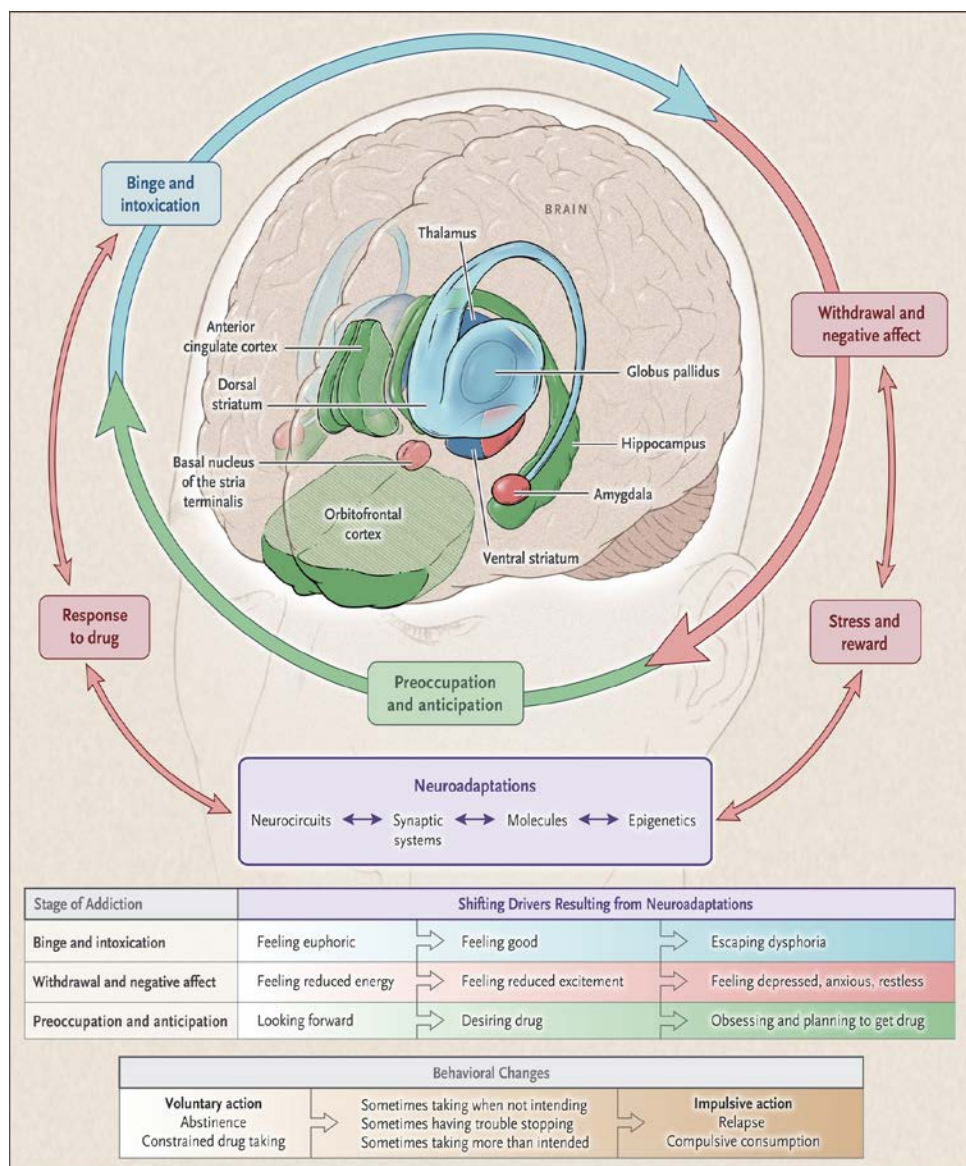 BRAIN
Binge and
intoxication
Thalamus
Withdrawal and
negative affect
Anterior
cingulate cortex
Globus pallidus
Dorsal
striatum
Hippocampus
Basal nucleus
of the stria
terminalis
Amygdala
Orbitofrontal
cortex
Ventral striatum
Response
to drug
Stress and
reward
Preoccupation
and anticipation
Neuroadaptations
Neurocircuits
Synaptic
systems
Molecules
Epigenetics
Stage of Addiction Shifting Drivers Resulting from Neuroadaptations
Binge and intoxication Feeling euphoric Feeling good Escaping dysphoria
Withdrawal and negative affect Feeling reduced energy Feeling reduced excitement Feeling depressed, anxious, restless
Preoccupation and anticipation Looking forward Desiring drug Obsessing and planning to get drug
Behavioral Changes
Voluntary action Sometimes taking when not intending Impulsive action
Abstinence Sometimes having trouble stopping Relapse
Constrained drug taking Sometimes taking more than intended Compulsive consumption